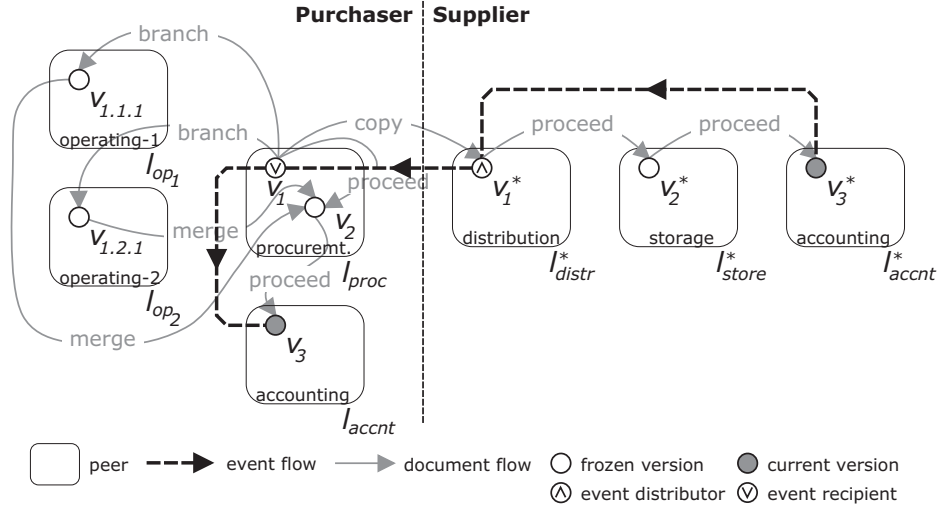 Purchaser Supplier
branch
v1.1.1
operating-1
lop1
branch
copy
proceed
proceed
v1
proceed
v1*
v2*
v3*
v1.2.1
merge
v2
operating-2
procuremt.
distribution
storage
accounting
lop2
lproc
l*distr
l*store
l*accnt
proceed
merge
v3
accounting
laccnt
peer event flow document flow frozen version current version
event distributor event recipient